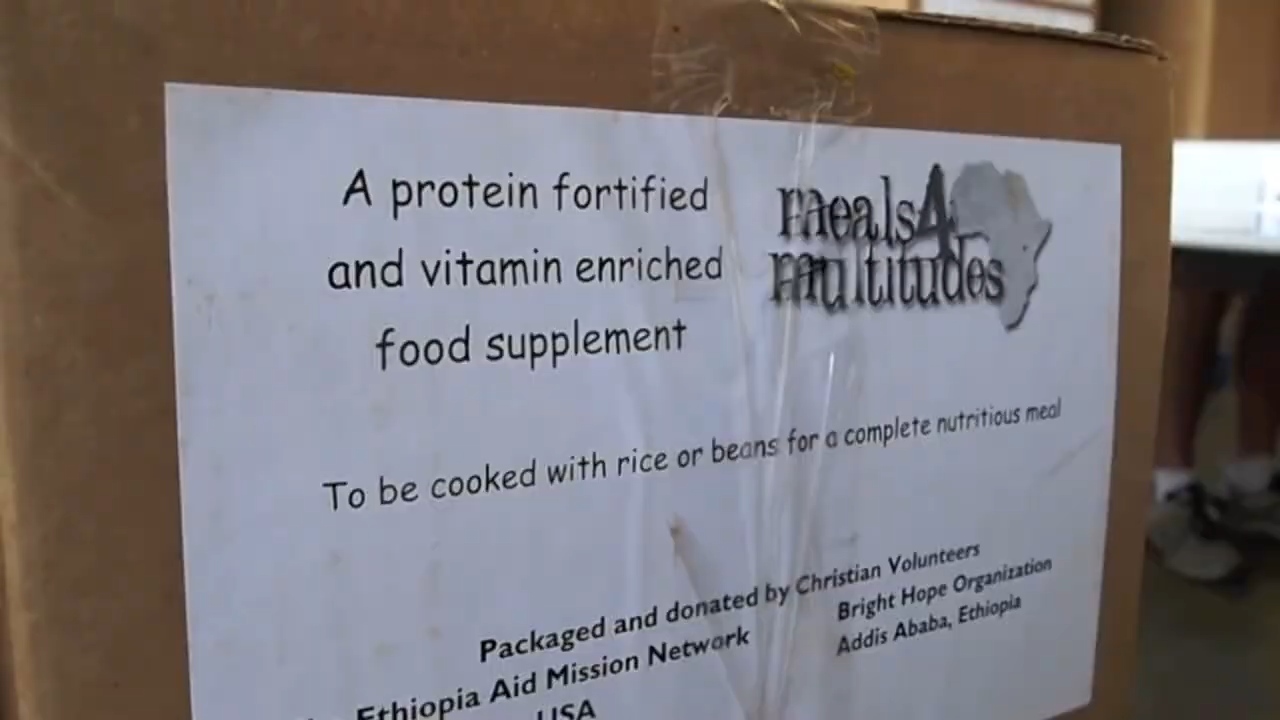 A protein fortified
and vitamin enriched
food supplement
meals4
multitudes
To be cooked with rice or beans for a complete nutritious meal
Packaged and donated by Christian Volunteers
Ethiopia Aid Mission Network
USA
Bright Hope Organization
Addis Ababa, Ethiopia